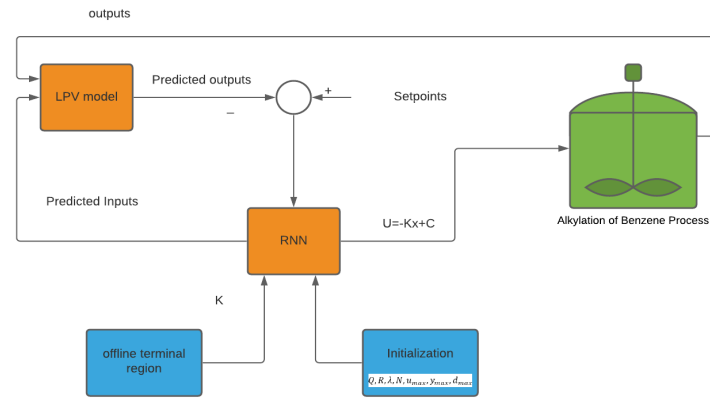 outputs
LPV model
Predicted outputs
+
Setpoints
–
Predicted Inputs
RNN
U=-Kx+C
Alkylation of Benzene Process
K
offline terminal
region
Initialization
Q, R, λ, N, u_max, y_max, d_max